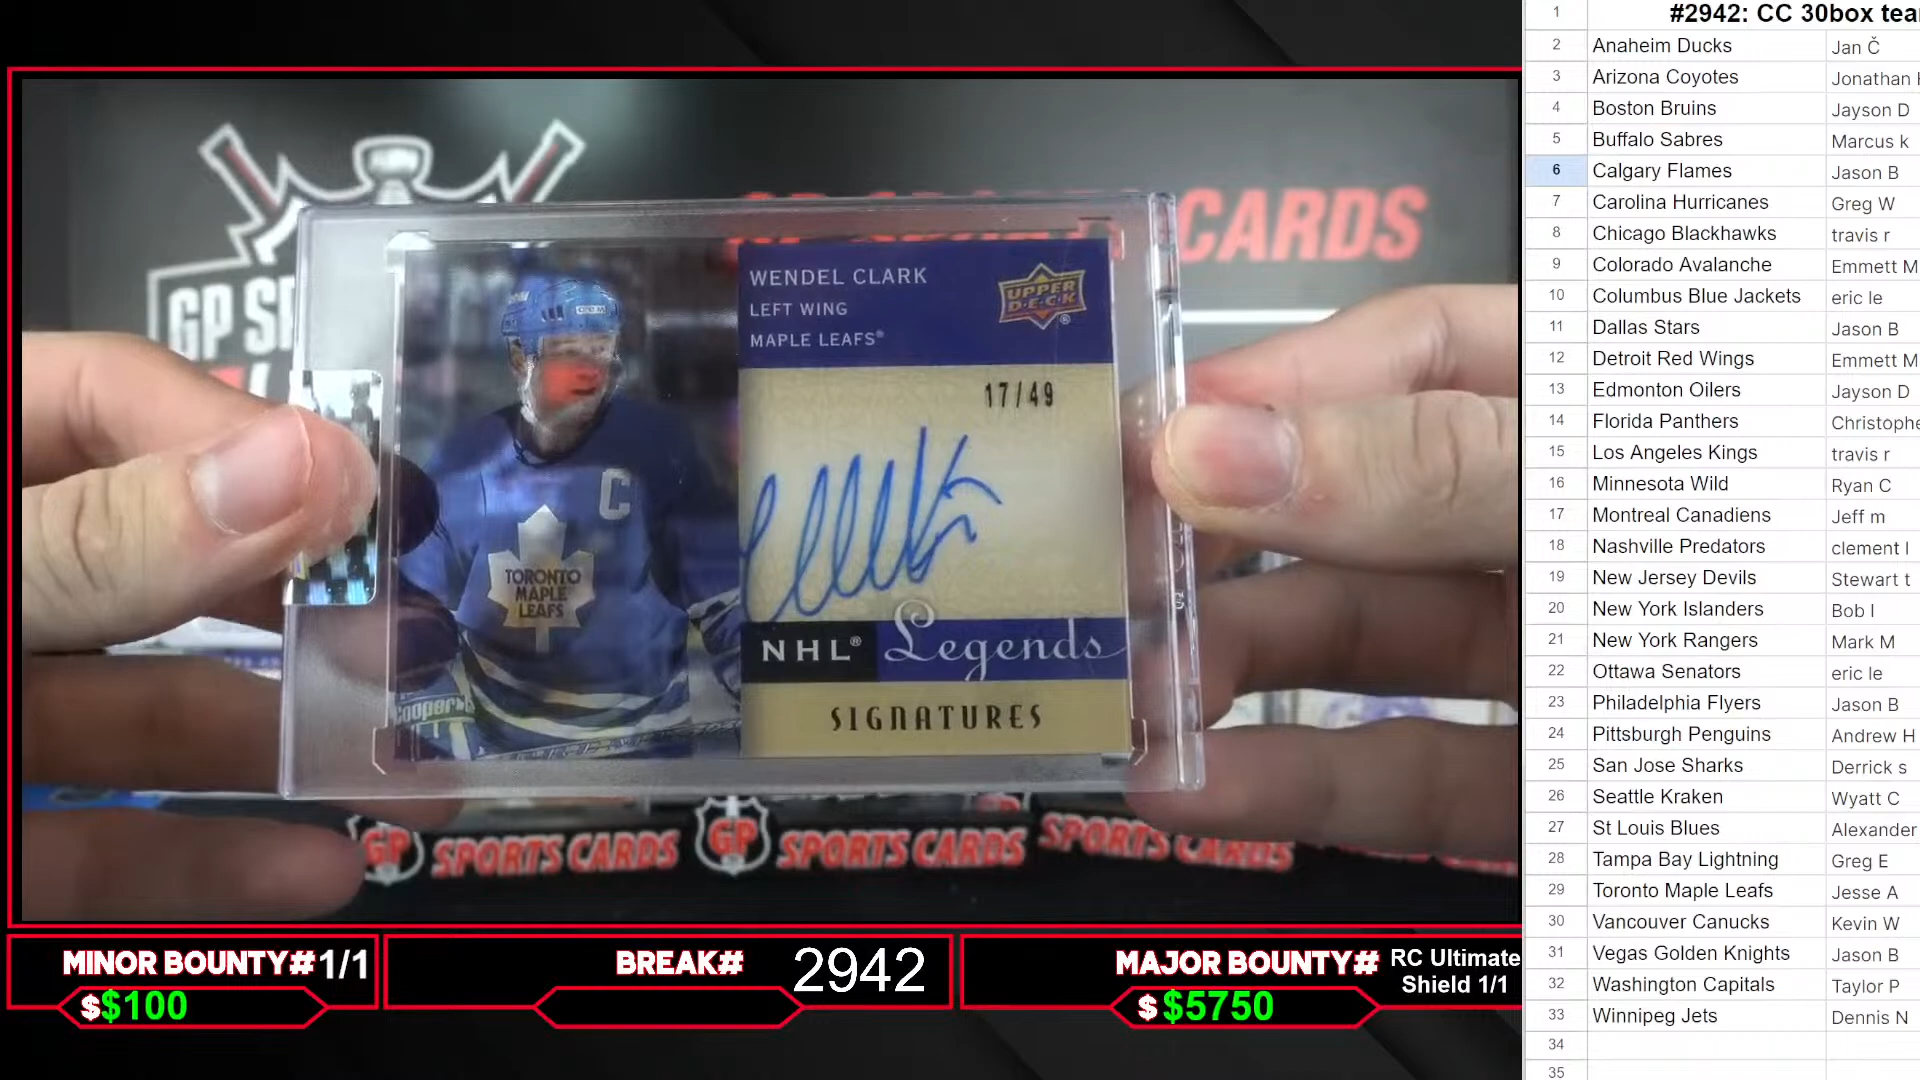 GP SP
CARDS
WENDEL CLARK
LEFT WING
MAPLE LEAFS®
UPPER
D·E·C·K
17/49
C
TORONTO
MAPLE
LEAFS
NHL® Legends
SIGNATURES
GP SPORTS CARDS GP SPORTS CARDS SPORTS CARDS
MINOR BOUNTY# 1/1
$$100
BREAK# 2942
MAJOR BOUNTY# RC Ultimate
Shield 1/1
$ $5750
1 #2942: CC 30box tea
2 Anaheim Ducks Jan Č
3 Arizona Coyotes Jonathan
4 Boston Bruins Jayson D
5 Buffalo Sabres Marcus k
6 Calgary Flames Jason B
7 Carolina Hurricanes Greg W
8 Chicago Blackhawks travis r
9 Colorado Avalanche Emmett M
10 Columbus Blue Jackets eric le
11 Dallas Stars Jason B
12 Detroit Red Wings Emmett M
13 Edmonton Oilers Jayson D
14 Florida Panthers Christophe
15 Los Angeles Kings travis r
16 Minnesota Wild Ryan C
17 Montreal Canadiens Jeff m
18 Nashville Predators clement l
19 New Jersey Devils Stewart t
20 New York Islanders Bob l
21 New York Rangers Mark M
22 Ottawa Senators eric le
23 Philadelphia Flyers Jason B
24 Pittsburgh Penguins Andrew H
25 San Jose Sharks Derrick s
26 Seattle Kraken Wyatt C
27 St Louis Blues Alexander
28 Tampa Bay Lightning Greg E
29 Toronto Maple Leafs Jesse A
30 Vancouver Canucks Kevin W
31 Vegas Golden Knights Jason B
32 Washington Capitals Taylor P
33 Winnipeg Jets Dennis N
34
35